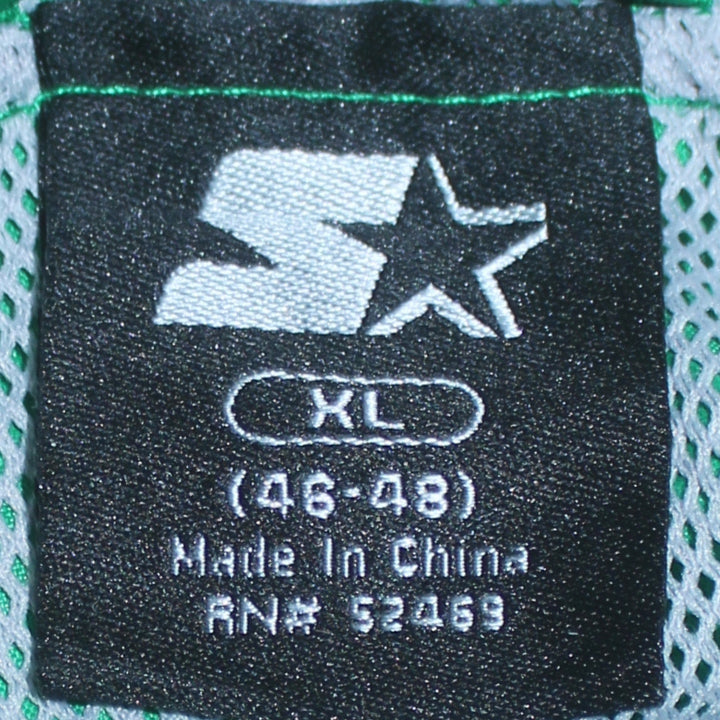 XL
(46-48)
Made In China
RN# 52469